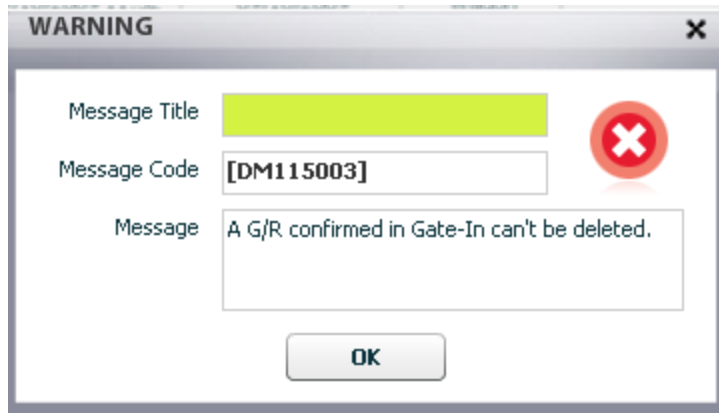 WARNING
Message Title
Message Code [DM115003]
Message A G/R confirmed in Gate-In can't be deleted.
OK